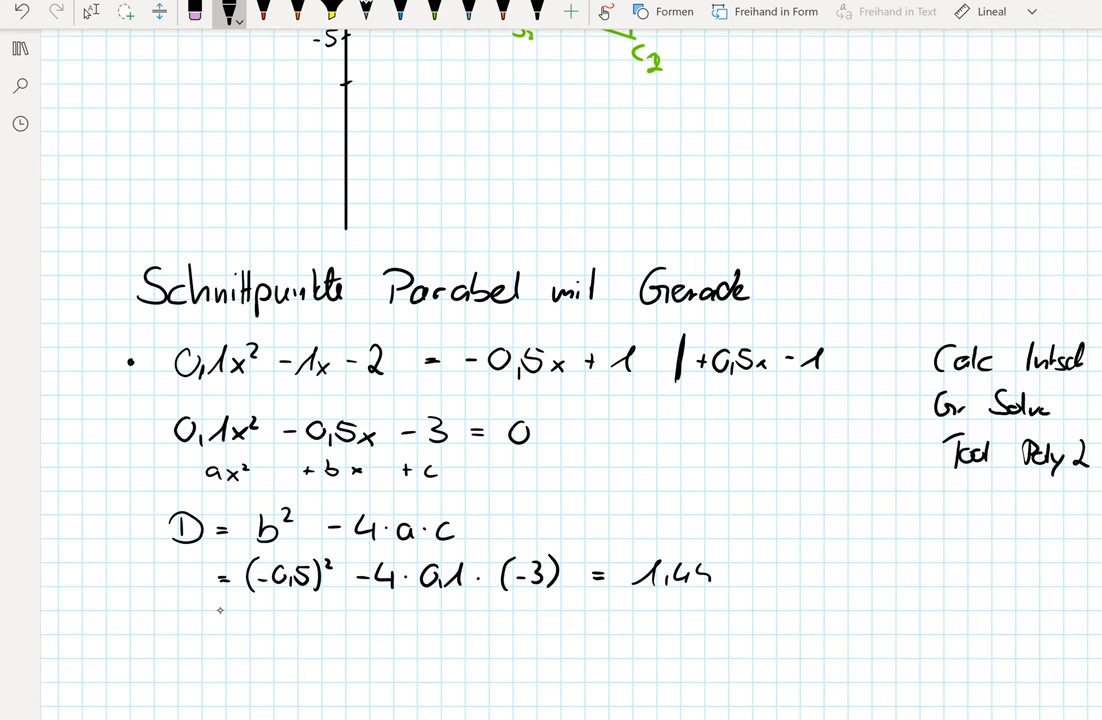 Formen Freihand in Form Freihand in Text Lineal
-5
C2
Schnittpunkte Parabel mit Gerade
• 0,1x² - 1x - 2 = - 0,5x + 1 | +0,5x - 1
0,1x² - 0,5x - 3 = 0
ax² + b x + c
D = b² - 4 · a · c
= (-0,5)² - 4 · 0,1 · (-3) = 1,44
Calc Intsct
Gr Solve
Tool Poly 2